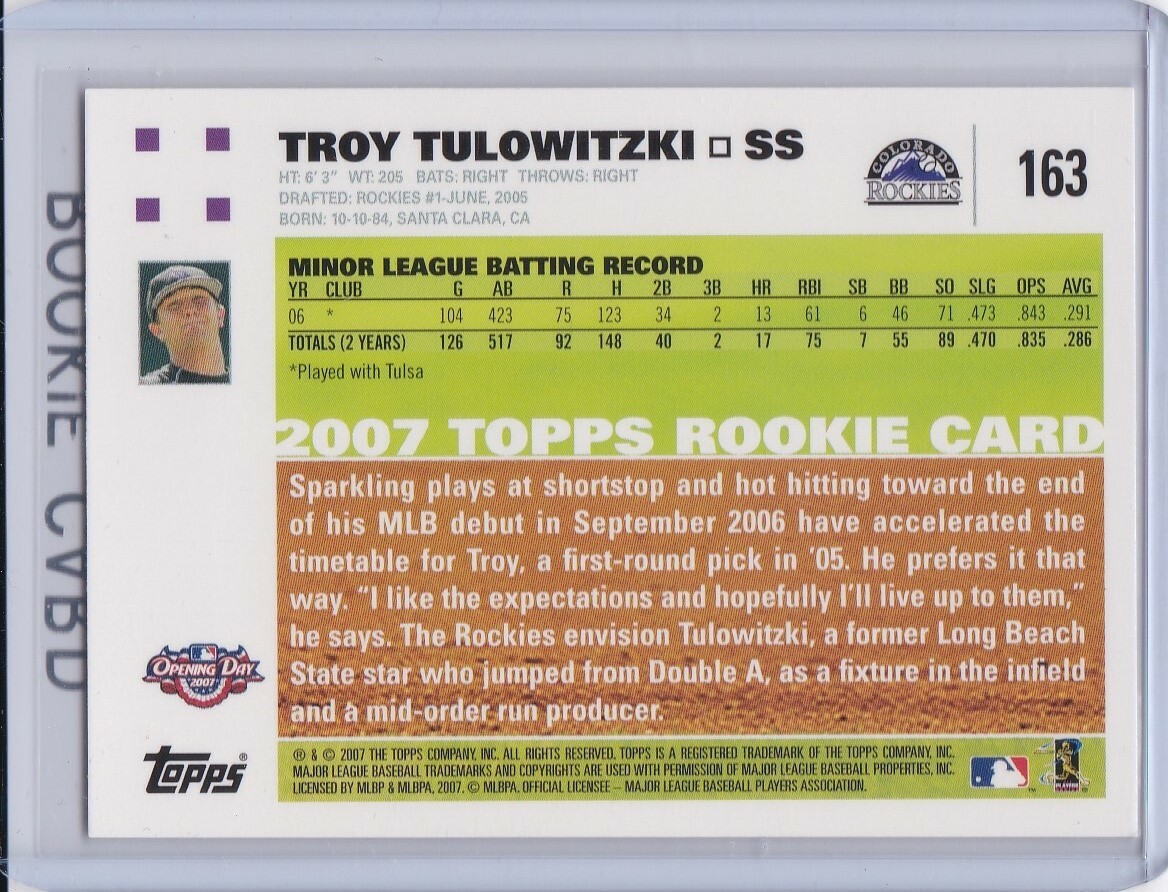 TROY TULOWITZKI □ SS
HT: 6' 3" WT: 205 BATS: RIGHT THROWS: RIGHT
DRAFTED: ROCKIES #1-JUNE, 2005
BORN: 10-10-84, SANTA CLARA, CA
COLORADO
ROCKIES
163
MINOR LEAGUE BATTING RECORD
YR CLUB G AB R H 2B 3B HR RBI SB BB SO SLG OPS AVG
06 * 104 423 75 123 34 2 13 61 6 46 71 .473 .843 .291
TOTALS (2 YEARS) 126 517 92 148 40 2 17 75 7 55 89 .470 .835 .286
*Played with Tulsa
2007 TOPPS ROOKIE CARD
Sparkling plays at shortstop and hot hitting toward the end
of his MLB debut in September 2006 have accelerated the
timetable for Troy, a first-round pick in '05. He prefers it that
way. "I like the expectations and hopefully I'll live up to them,"
he says. The Rockies envision Tulowitzki, a former Long Beach
State star who jumped from Double A, as a fixture in the infield
and a mid-order run producer.
OPENING DAY
2007
topps®
® & © 2007 THE TOPPS COMPANY, INC. ALL RIGHTS RESERVED. TOPPS IS A REGISTERED TRADEMARK OF THE TOPPS COMPANY, INC.
MAJOR LEAGUE BASEBALL TRADEMARKS AND COPYRIGHTS ARE USED WITH PERMISSION OF MAJOR LEAGUE BASEBALL PROPERTIES, INC.
LICENSED BY MLBP & MLBPA, 2007. © MLBPA. OFFICIAL LICENSEE – MAJOR LEAGUE BASEBALL PLAYERS ASSOCIATION.
ROOKIE CARD